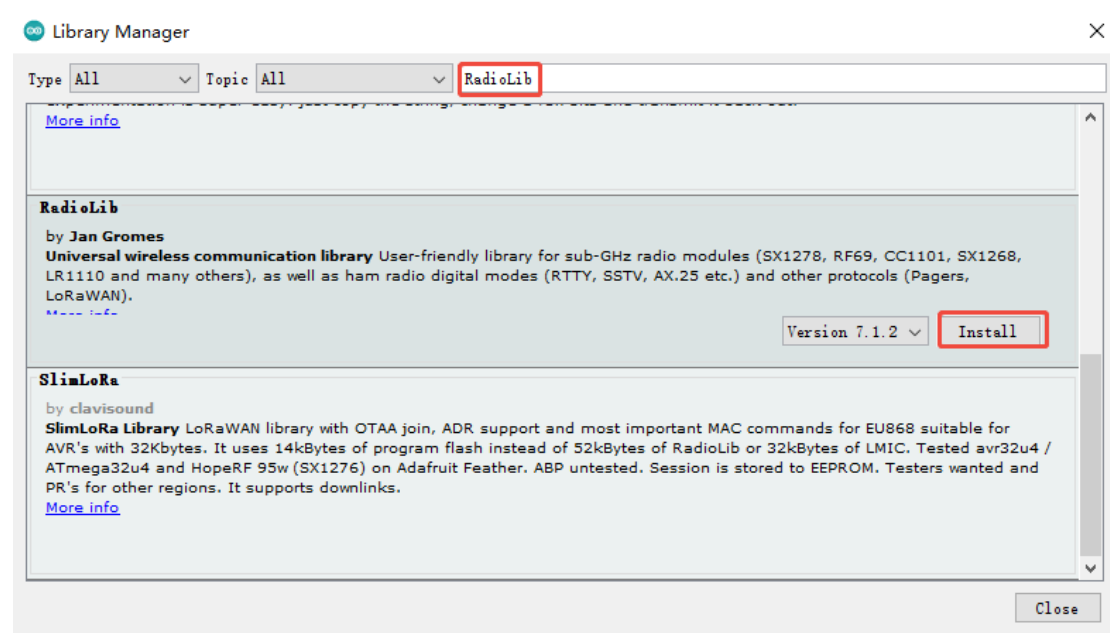 Library Manager
Type All Topic All RadioLib
More info
RadioLib
by Jan Gromes
Universal wireless communication library User-friendly library for sub-GHz radio modules (SX1278, RF69, CC1101, SX1268,
LR1110 and many others), as well as ham radio digital modes (RTTY, SSTV, AX.25 etc.) and other protocols (Pagers,
LoRaWAN).
More info
Version 7.1.2 Install
SlimLoRa
by clavisound
SlimLoRa Library LoRaWAN library with OTAA join, ADR support and most important MAC commands for EU868 suitable for
AVR's with 32Kbytes. It uses 14kBytes of program flash instead of 52kBytes of RadioLib or 32kBytes of LMIC. Tested avr32u4 /
ATmega32u4 and HopeRF 95w (SX1276) on Adafruit Feather. ABP untested. Session is stored to EEPROM. Testers wanted and
PR's for other regions. It supports downlinks.
More info
Close